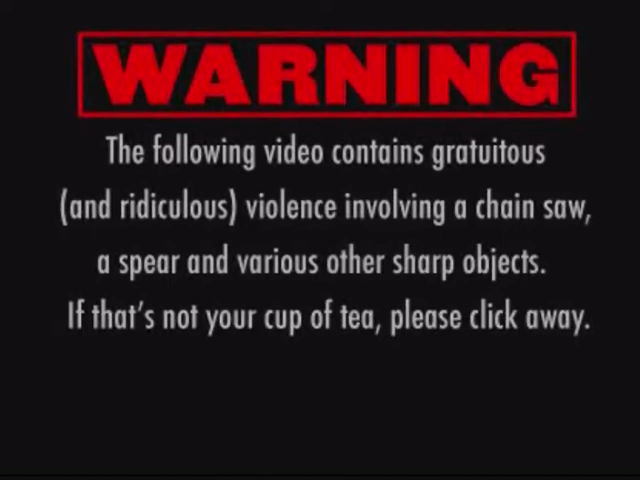 WARNING
The following video contains gratuitous
(and ridiculous) violence involving a chain saw,
a spear and various other sharp objects.
If that's not your cup of tea, please click away.